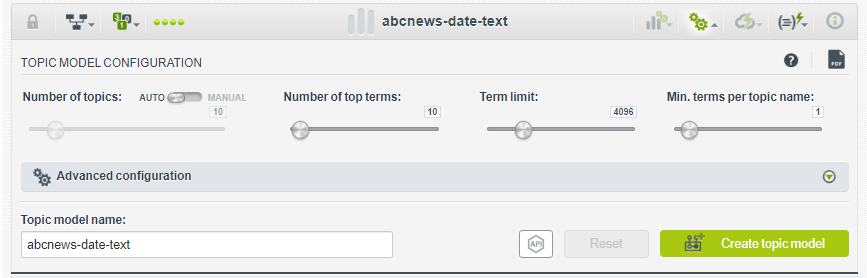 abcnews-date-text
TOPIC MODEL CONFIGURATION
? PDF
Number of topics: AUTO MANUAL Number of top terms: Term limit: Min. terms per topic name:
10 10 4096 1
Advanced configuration
Topic model name:
abcnews-date-text API Reset Create topic model